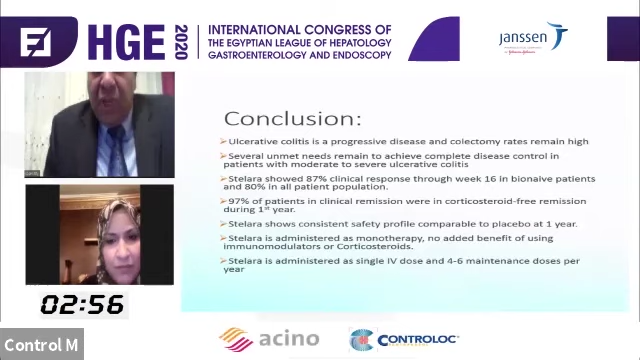 HGE 2020
INTERNATIONAL CONGRESS OF
THE EGYPTIAN LEAGUE OF HEPATOLOGY
GASTROENTEROLOGY AND ENDOSCOPY
janssen
Conclusion:
Ulcerative colitis is a progressive disease and colectomy rates remain high
Several unmet needs remain to achieve complete disease control in
patients with moderate to severe ulcerative colitis
Stelara showed 87% clinical response through week 16 in bionaive patients
and 80% in all patient population.
97% of patients in clinical remission were in corticosteroid-free remission
during 1st year.
Stelara shows consistent safety profile comparable to placebo at 1 year.
Stelara is administered as monotherapy, no added benefit of using
immunomodulators or Corticosteroids.
Stelara is administered as single IV dose and 4-6 maintenance doses per
year
02:56
Control M
acino
CONTROLOC